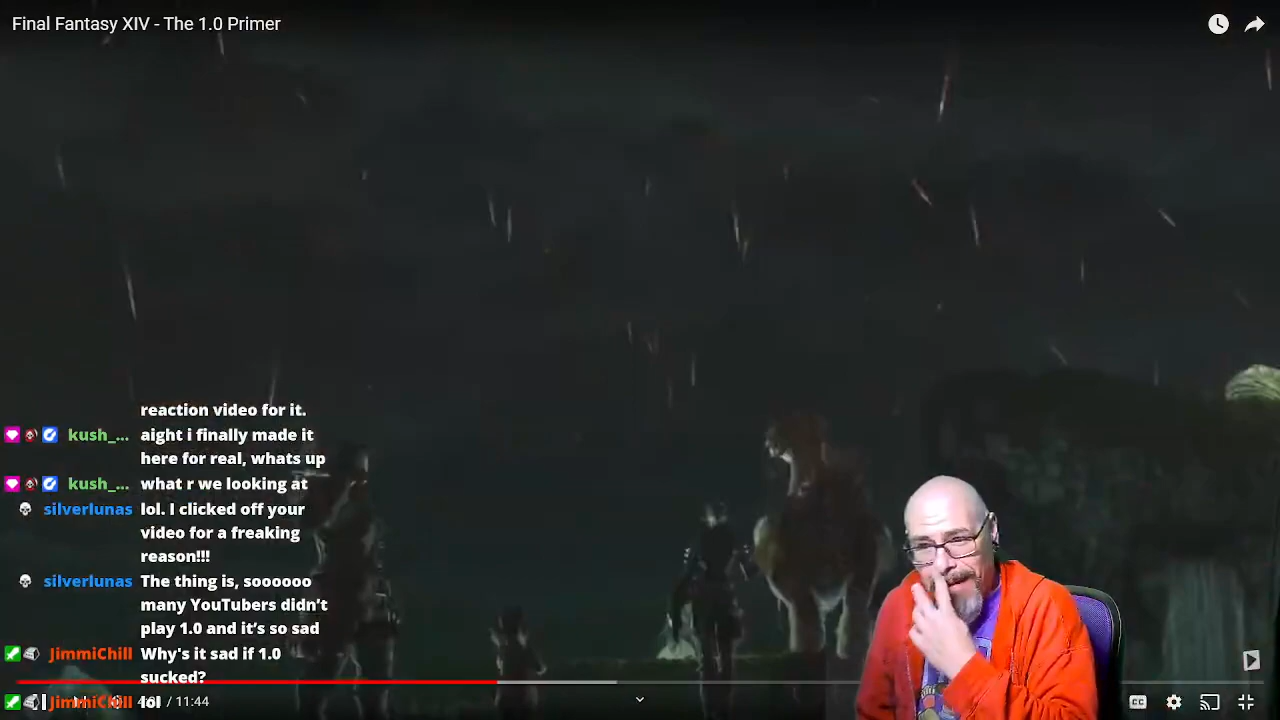 Final Fantasy XIV - The 1.0 Primer
reaction video for it.
kush_... aight i finally made it
here for real, whats up
kush_... what r we looking at
silverlunas lol. I clicked off your
video for a freaking
reason!!!
silverlunas The thing is, soooooo
many YouTubers didn't
play 1.0 and it's so sad
JimmiChill Why's it sad if 1.0
sucked?
JimmiChill lol
/ 11:44
CC